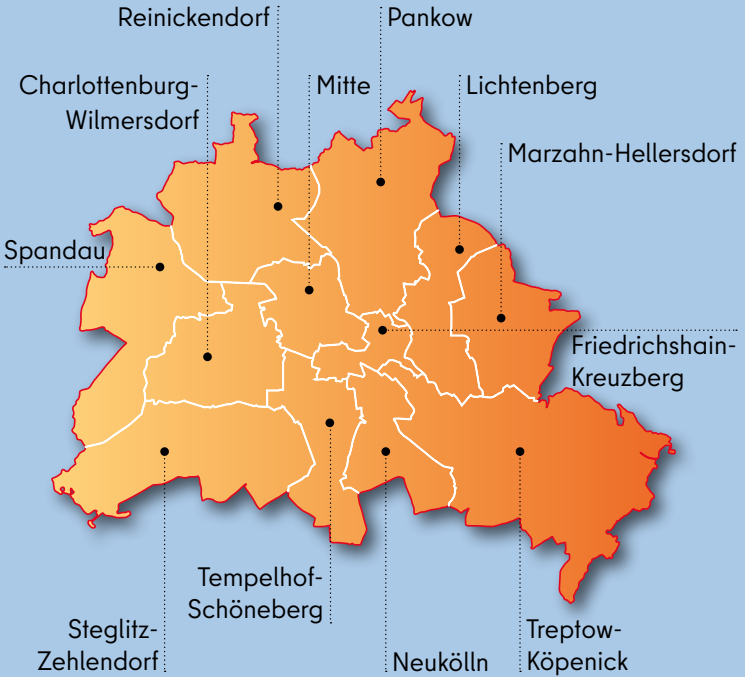 Reinickendorf
Pankow
Charlottenburg-
Wilmersdorf
Mitte
Lichtenberg
Marzahn-Hellersdorf
Spandau
Friedrichshain-
Kreuzberg
Tempelhof-
Schöneberg
Steglitz-
Zehlendorf
Neukölln
Treptow-
Köpenick